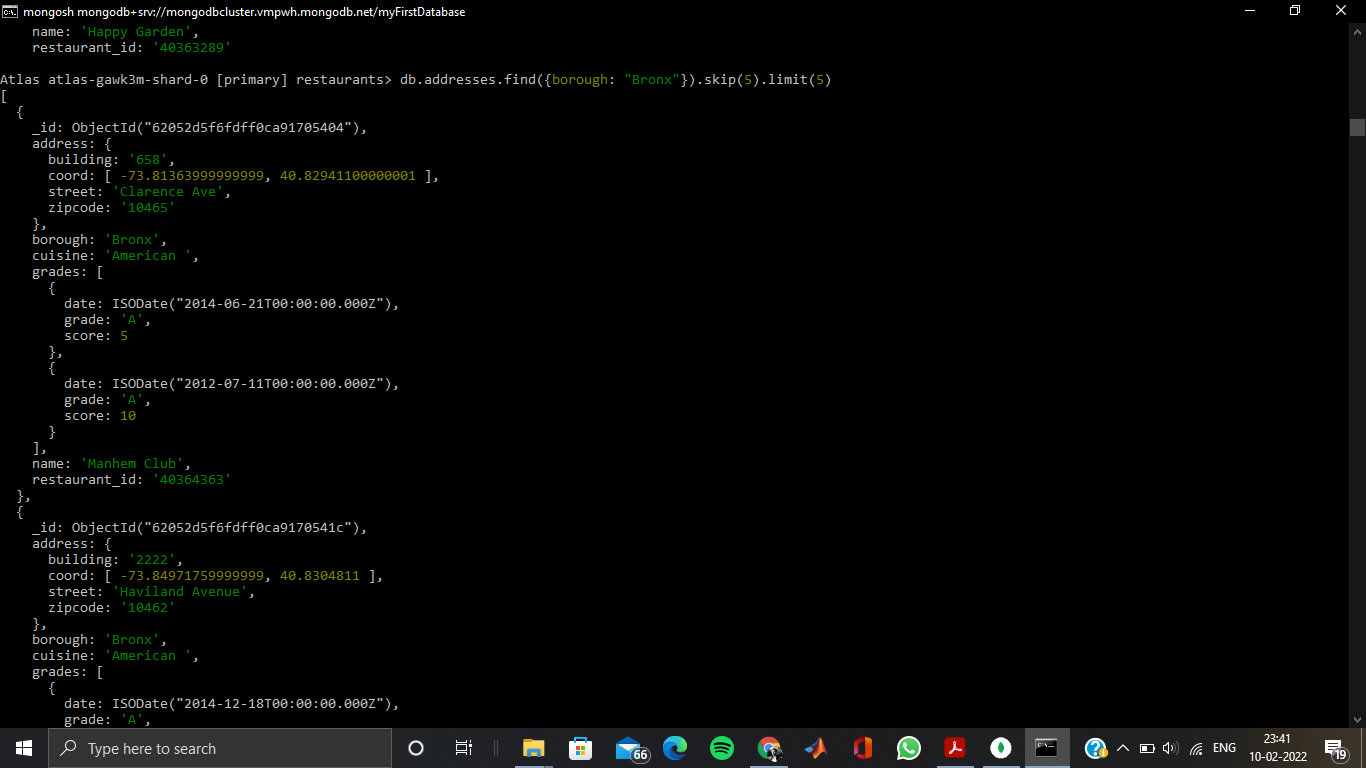 mongosh mongodb+srv://mongodbcluster.vmpwh.mongodb.net/myFirstDatabase
name: 'Happy Garden',
restaurant_id: '40363289'
Atlas atlas-gawk3m-shard-0 [primary] restaurants> db.addresses.find({borough: "Bronx"}).skip(5).limit(5)
[
{
_id: ObjectId("62052d5f6fdff0ca91705404"),
address: {
building: '658',
coord: [ -73.81363999999999, 40.82941100000001 ],
street: 'Clarence Ave',
zipcode: '10465'
},
borough: 'Bronx',
cuisine: 'American ',
grades: [
{
date: ISODate("2014-06-21T00:00:00.000Z"),
grade: 'A',
score: 5
},
{
date: ISODate("2012-07-11T00:00:00.000Z"),
grade: 'A',
score: 10
}
],
name: 'Manhem Club',
restaurant_id: '40364363'
},
{
_id: ObjectId("62052d5f6fdff0ca9170541c"),
address: {
building: '2222',
coord: [ -73.84971759999999, 40.8304811 ],
street: 'Haviland Avenue',
zipcode: '10462'
},
borough: 'Bronx',
cuisine: 'American ',
grades: [
{
date: ISODate("2014-12-18T00:00:00.000Z"),
grade: 'A',
Type here to search
66
ENG
23:41
10-02-2022
19